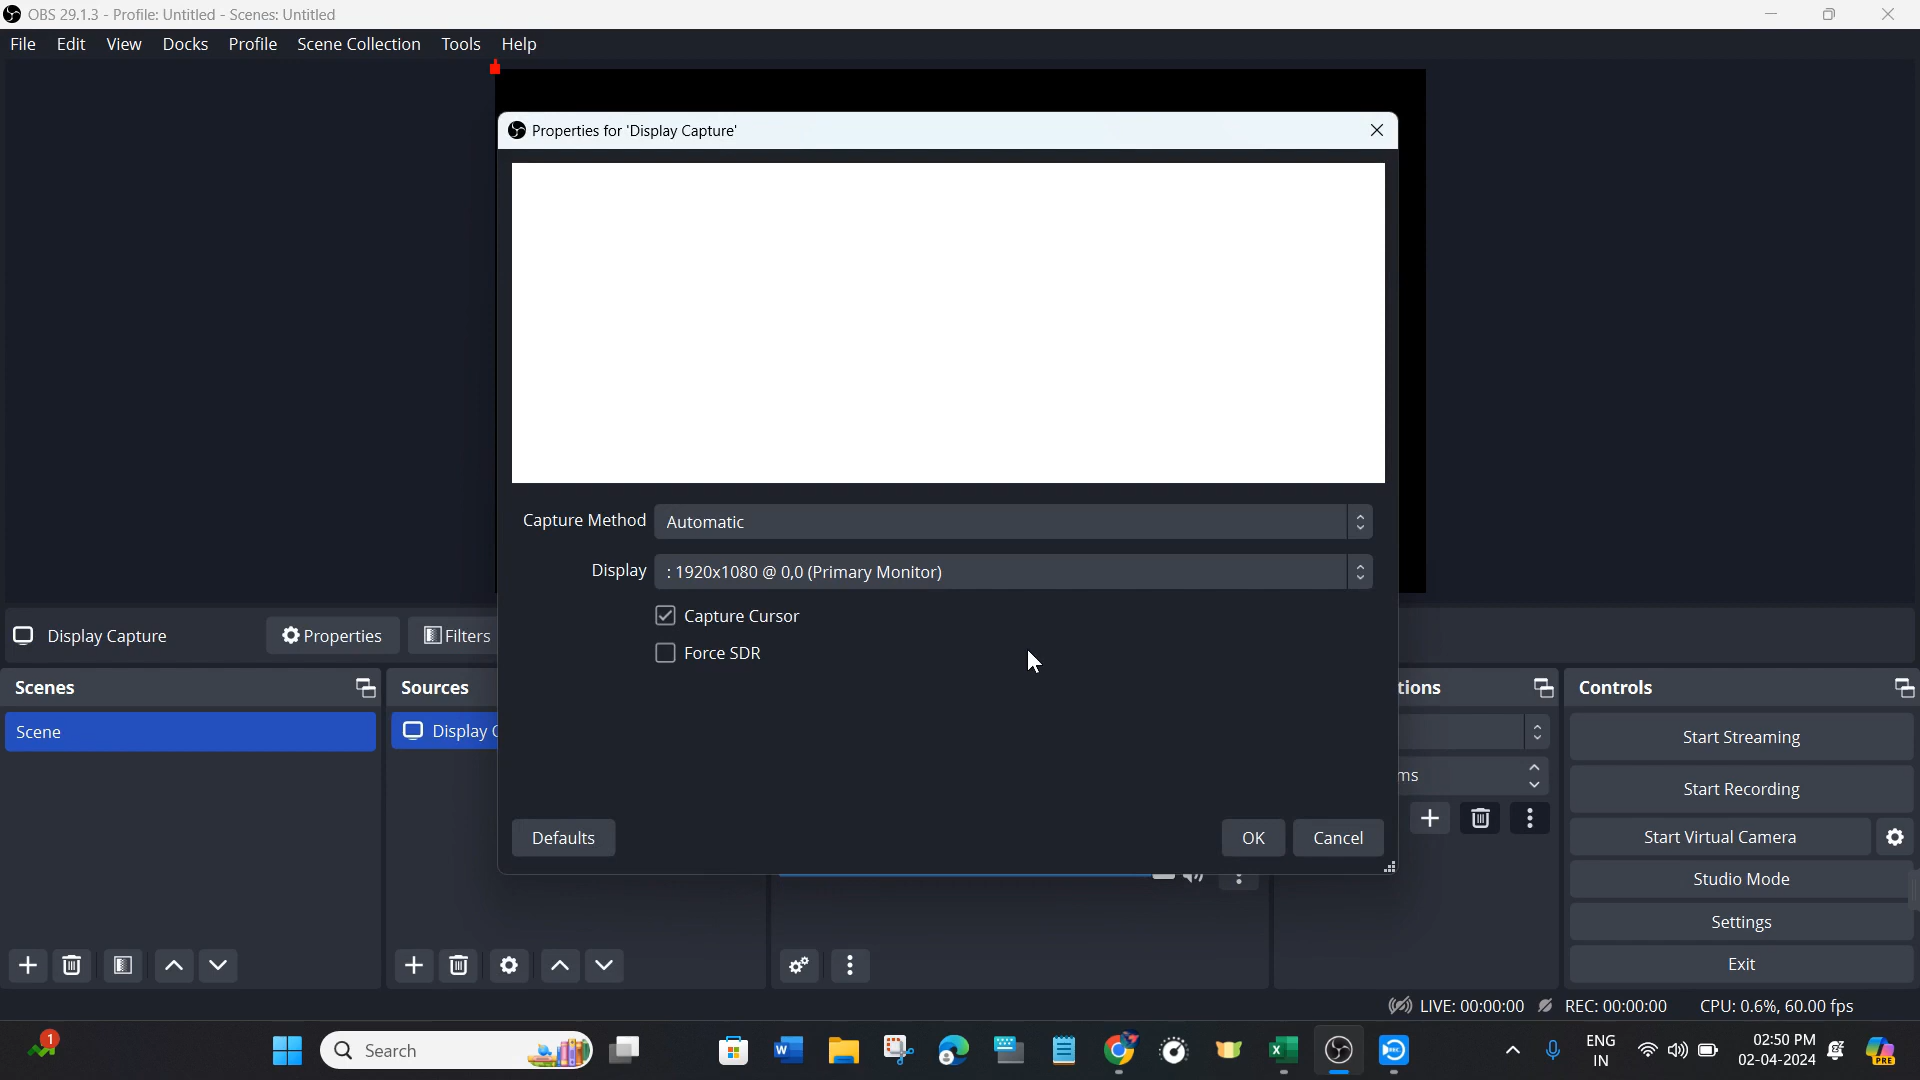 OBS 29.1.3 - Profile: Untitled - Scenes: Untitled
File Edit View Docks Profile Scene Collection Tools Help
Properties for 'Display Capture'
Capture Method Automatic
Display : 1920x1080 @ 0,0 (Primary Monitor)
Capture Cursor
Force SDR
Display Capture Properties Filters
Scenes Sources tions Controls
Scene Display C
Start Streaming
ms
Start Recording
Defaults OK Cancel
Start Virtual Camera
Studio Mode
Settings
Exit
LIVE: 00:00:00 REC: 00:00:00 CPU: 0.6%, 60.00 fps
1
Search
ENG
IN
02:50 PM
02-04-2024
PRE